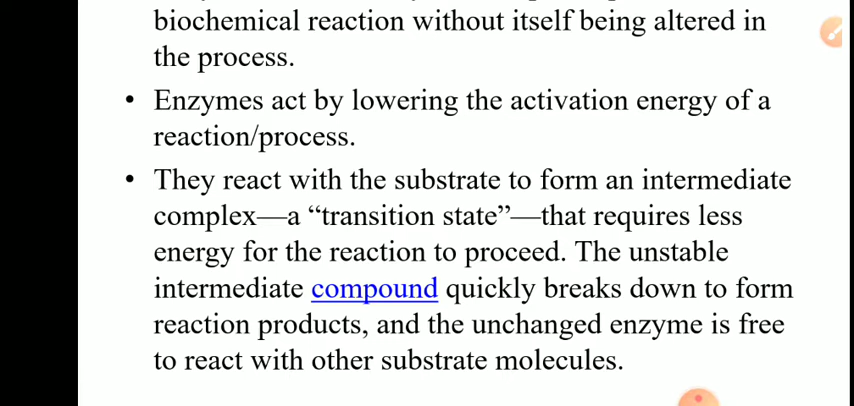 biochemical reaction without itself being altered in
the process.
• Enzymes act by lowering the activation energy of a
reaction/process.
• They react with the substrate to form an intermediate
complex—a “transition state”—that requires less
energy for the reaction to proceed. The unstable
intermediate compound quickly breaks down to form
reaction products, and the unchanged enzyme is free
to react with other substrate molecules.